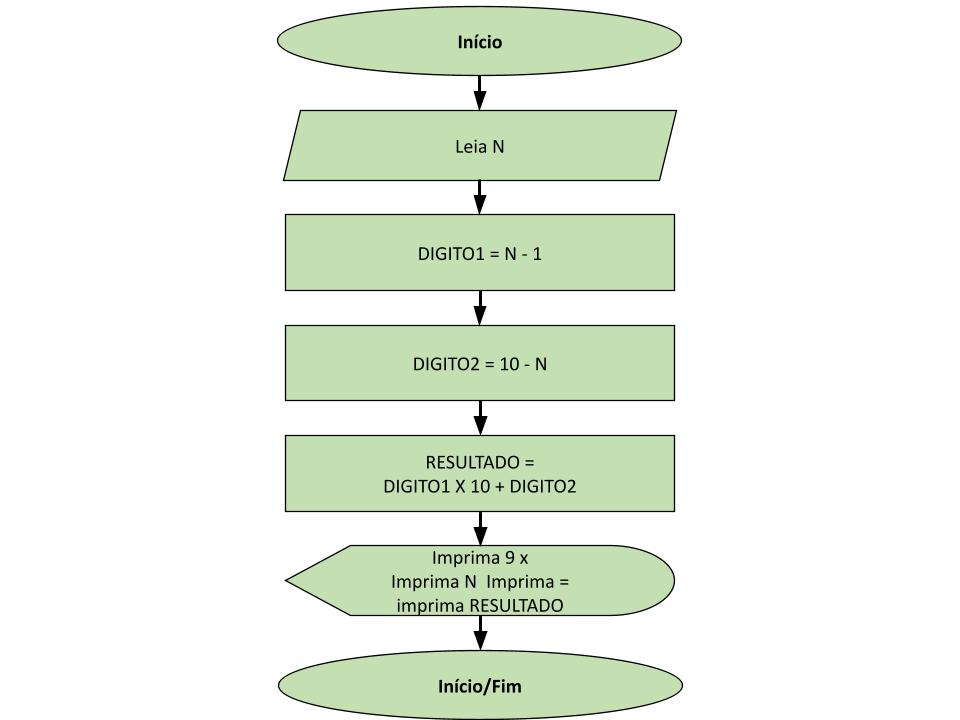 Início
Leia N
DIGITO1 = N - 1
DIGITO2 = 10 - N
RESULTADO =
DIGITO1 X 10 + DIGITO2
Imprima 9 x
Imprima N  Imprima =
imprima RESULTADO
Início/Fim